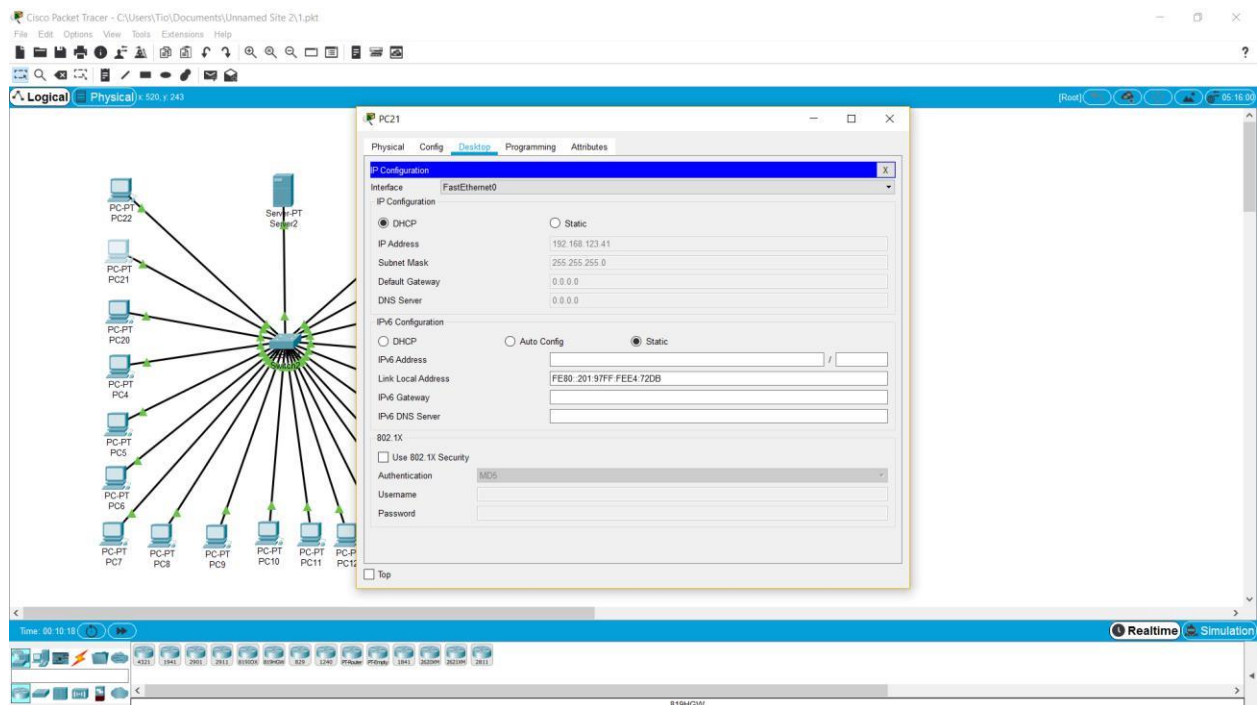 Cisco Packet Tracer - C:\Users\Tio\Documents\Unnamed Site 2\1.pkt
File Edit Options View Tools Extensions Help
?
Logical Physical x: 520, y: 243 [Root] 05:16:00
PC21
Physical Config Desktop Programming Attributes
IP Configuration X
Interface FastEthernet0
IP Configuration
DHCP Static
IP Address 192.168.123.41
Subnet Mask 255.255.255.0
Default Gateway 0.0.0.0
DNS Server 0.0.0.0
IPv6 Configuration
DHCP Auto Config Static
IPv6 Address /
Link Local Address FE80::201:97FF:FEE4:72DB
IPv6 Gateway
IPv6 DNS Server
802.1X
Use 802.1X Security
Authentication MD5
Username
Password
Top
PC-PT
PC22
Server-PT
Server2
PC-PT
PC21
PC-PT
PC20
PC-PT
PC4
PC-PT
PC5
PC-PT
PC6
PC-PT
PC7
PC-PT
PC8
PC-PT
PC9
PC-PT
PC10
PC-PT
PC11
PC-P
PC12
Time: 00:10:18 Realtime Simulation
4321 1941 2901 2911 819IOX 819HGW 829 1240 PT-Router PT-Empty 1841 2620XM 2621XM 2811
819HGW